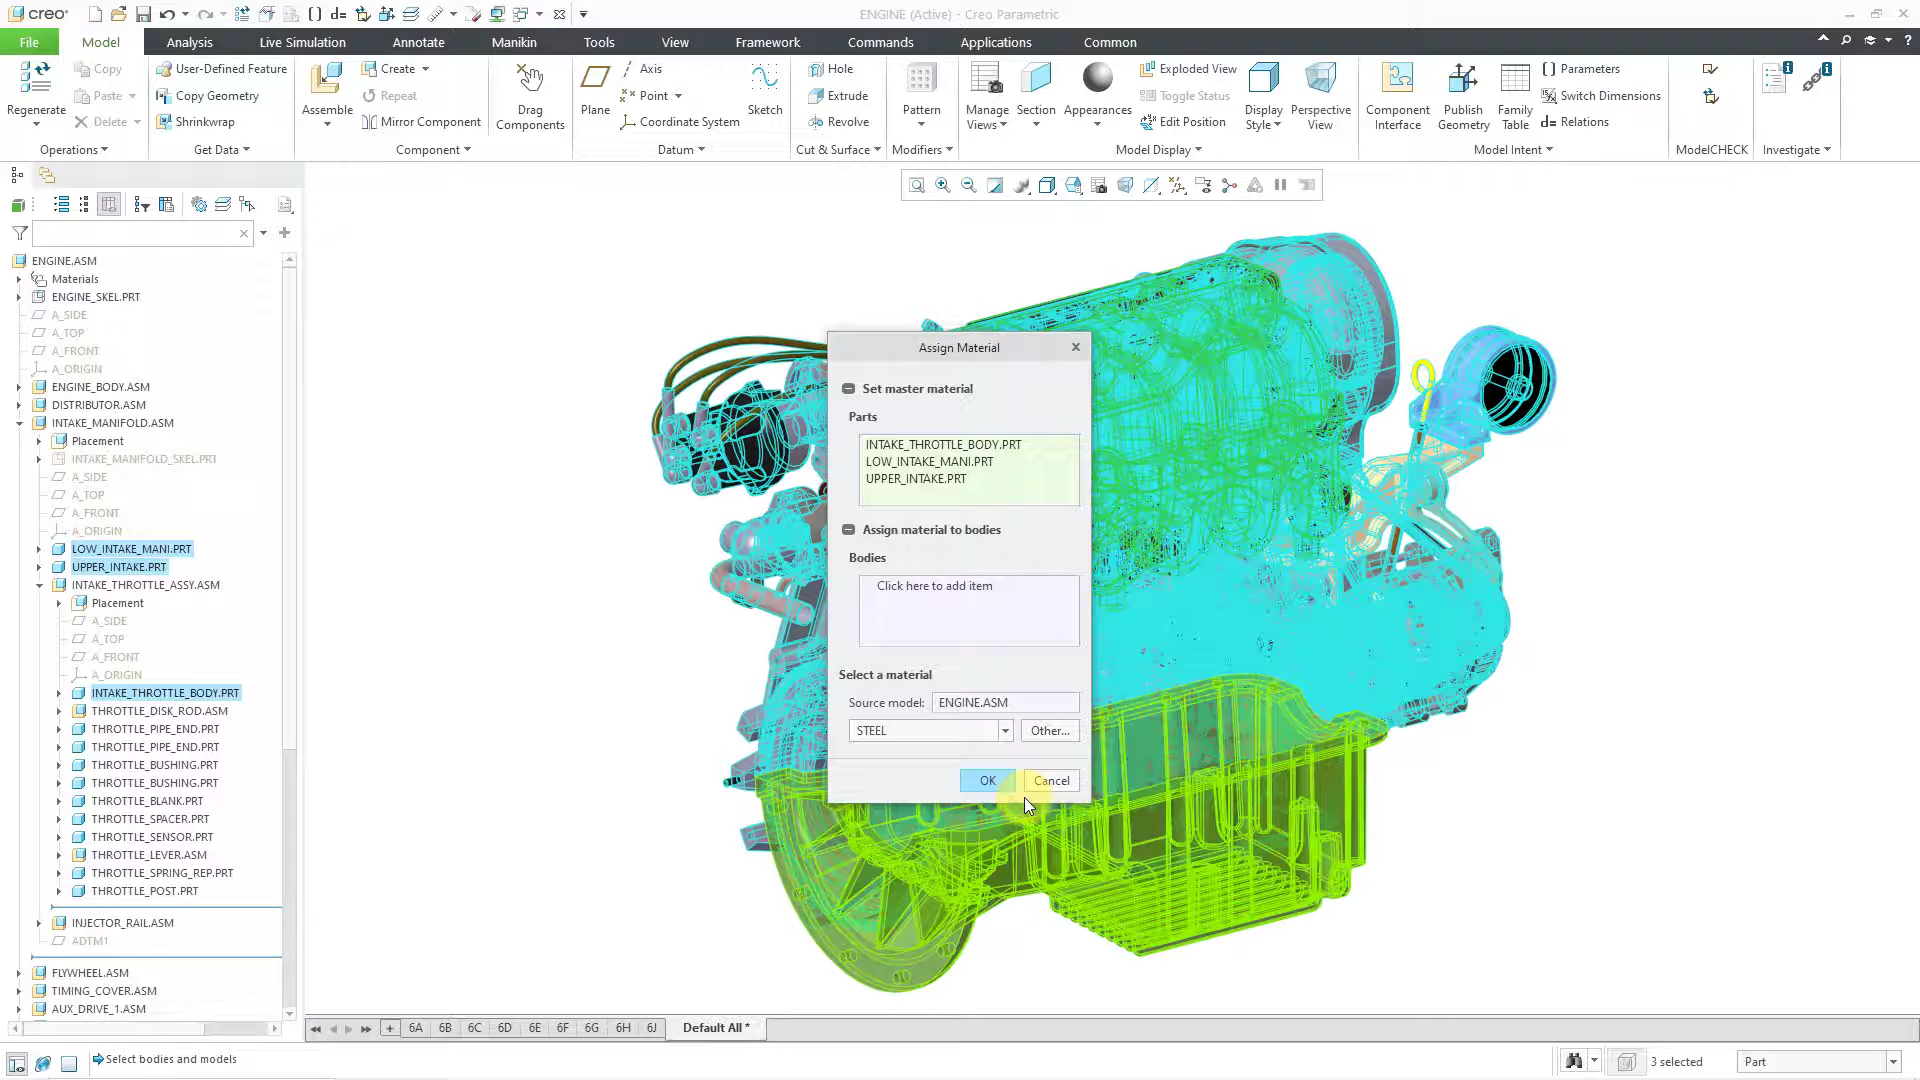 creo
ENGINE (Active) - Creo Parametric
File
Model
Analysis
Live Simulation
Annotate
Manikin
Tools
View
Framework
Commands
Applications
Common
Regenerate
Copy
Paste
Delete
Operations
User-Defined Feature
Copy Geometry
Shrinkwrap
Get Data
Assemble
Create
Repeat
Mirror Component
Component
Drag
Components
Plane
Axis
Point
Coordinate System
Sketch
Datum
Hole
Extrude
Revolve
Cut & Surface
Pattern
Modifiers
Manage
Views
Section
Appearances
Exploded View
Toggle Status
Edit Position
Display
Style
Perspective
View
Model Display
Component
Interface
Publish
Geometry
Family
Table
Parameters
Switch Dimensions
d= Relations
Model Intent
ModelCHECK
Investigate
ENGINE.ASM
Materials
ENGINE_SKEL.PRT
A_SIDE
A_TOP
A_FRONT
A_ORIGIN
ENGINE_BODY.ASM
DISTRIBUTOR.ASM
INTAKE_MANIFOLD.ASM
Placement
INTAKE_MANIFOLD_SKEL.PRT
A_SIDE
A_TOP
A_FRONT
A_ORIGIN
LOW_INTAKE_MANI.PRT
UPPER_INTAKE.PRT
INTAKE_THROTTLE_ASSY.ASM
Placement
A_SIDE
A_TOP
A_FRONT
A_ORIGIN
INTAKE_THROTTLE_BODY.PRT
THROTTLE_DISK_ROD.ASM
THROTTLE_PIPE_END.PRT
THROTTLE_PIPE_END.PRT
THROTTLE_BUSHING.PRT
THROTTLE_BUSHING.PRT
THROTTLE_BLANK.PRT
THROTTLE_SPACER.PRT
THROTTLE_SENSOR.PRT
THROTTLE_LEVER.ASM
THROTTLE_SPRING_REP.PRT
THROTTLE_POST.PRT
INJECTOR_RAIL.ASM
ADTM1
FLYWHEEL.ASM
TIMING_COVER.ASM
AUX_DRIVE_1.ASM
Assign Material
Set master material
Parts
INTAKE_THROTTLE_BODY.PRT
LOW_INTAKE_MANI.PRT
UPPER_INTAKE.PRT
Assign material to bodies
Bodies
Click here to add item
Select a material
Source model: ENGINE.ASM
STEEL
Other...
OK
Cancel
6A 6B 6C 6D 6E 6F 6G 6H 6J Default All *
Select bodies and models
3 selected
Part